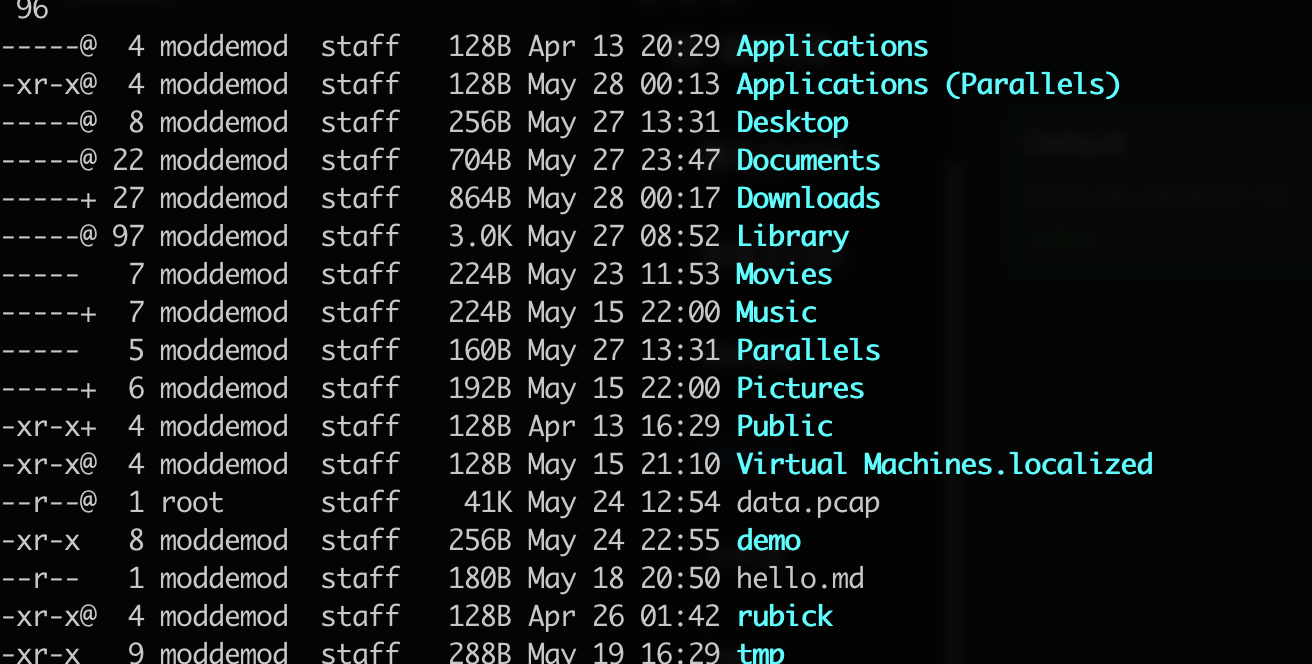 96
-----@  4 moddemod  staff   128B Apr 13 20:29 Applications
-xr-x@  4 moddemod  staff   128B May 28 00:13 Applications (Parallels)
-----@  8 moddemod  staff   256B May 27 13:31 Desktop
-----@ 22 moddemod  staff   704B May 27 23:47 Documents
-----+ 27 moddemod  staff   864B May 28 00:17 Downloads
-----@ 97 moddemod  staff   3.0K May 27 08:52 Library
-----   7 moddemod  staff   224B May 23 11:53 Movies
-----+  7 moddemod  staff   224B May 15 22:00 Music
-----   5 moddemod  staff   160B May 27 13:31 Parallels
-----+  6 moddemod  staff   192B May 15 22:00 Pictures
-xr-x+  4 moddemod  staff   128B Apr 13 16:29 Public
-xr-x@  4 moddemod  staff   128B May 15 21:10 Virtual Machines.localized
--r--@  1 root      staff    41K May 24 12:54 data.pcap
-xr-x   8 moddemod  staff   256B May 24 22:55 demo
--r--   1 moddemod  staff   180B May 18 20:50 hello.md
-xr-x@  4 moddemod  staff   128B Apr 26 01:42 rubick
-xr-x   9 moddemod  staff   288B May 19 16:29 tmp